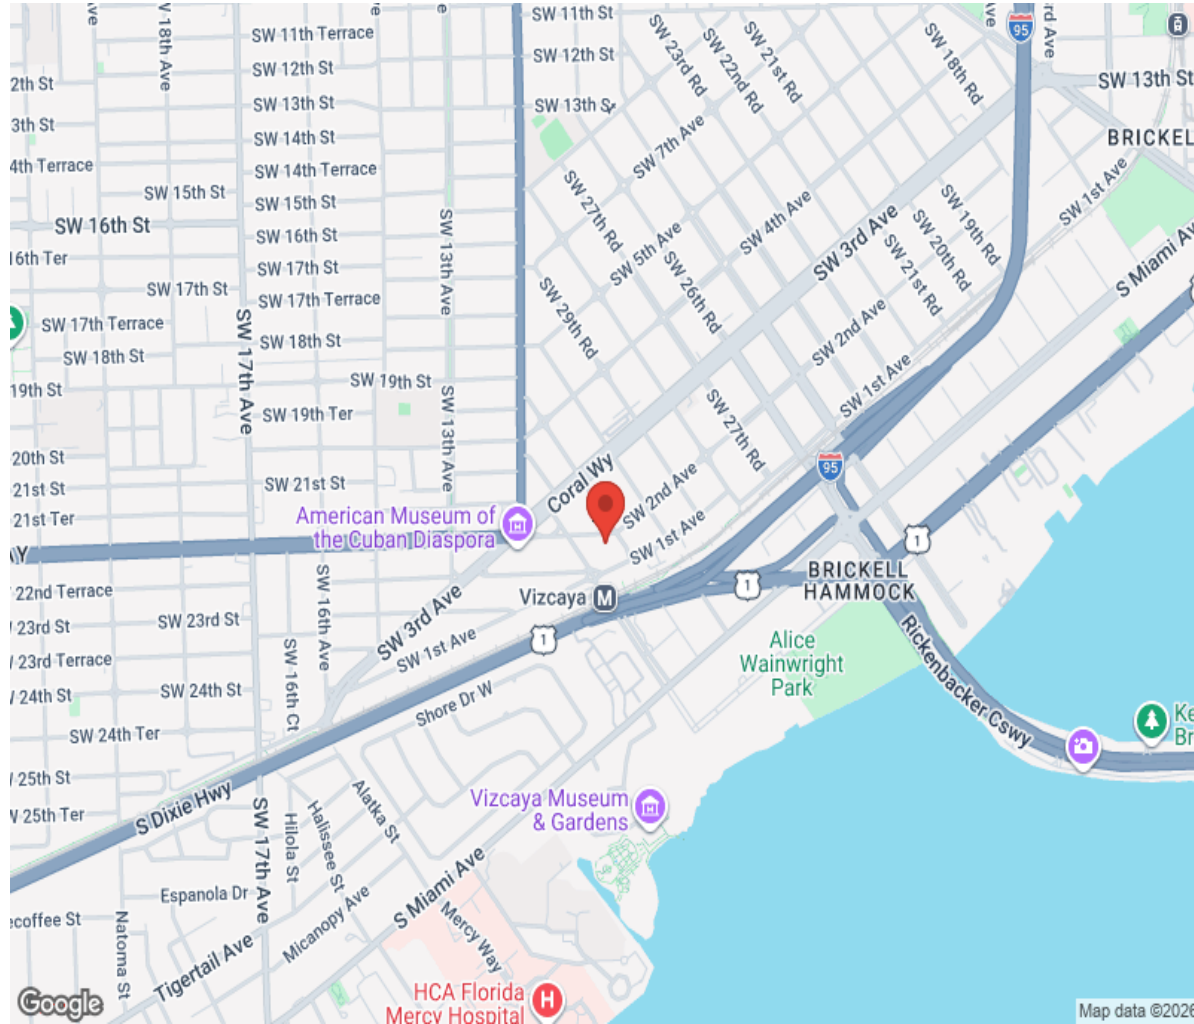 SW 11th St
SW 11th Terrace
SW 18th Ave
SW 12th St
SW 12th St
SW 23rd Rd
SW 22nd Rd
SW 21st Rd
SW 18th Rd
95
rd Ave
SW 13th St
2th St
SW 13th St
SW 13th St
3th St
SW 14th St
SW 7th Ave
BRICKEL
4th Terrace
SW 14th Terrace
SW 15th St
SW 15th St
SW 27th Rd
SW 4th Ave
SW 19th Rd
SW 1st Ave
SW 16th St
SW 16th St
SW 13th Ave
SW 5th Ave
SW 3rd Ave
SW 20th Rd
S Miami Av
16th Ter
SW 17th St
SW 26th Rd
SW 21st Rd
SW 17th St
SW 17th Terrace
SW 29th Rd
SW 17th Terrace
SW 17th Ave
SW 18th St
SW 2nd Ave
SW 18th St
19th St
SW 19th St
SW 1st Ave
SW 19th Ter
SW 13th Ave
SW 27th Rd
20th St
21st St
SW 21st St
Coral Wy
95
SW 2nd Ave
21st Ter
American Museum of
the Cuban Diaspora
SW 1st Ave
1
AY
22nd Terrace
SW 16th Ave
Vizcaya
M
1
BRICKELL
HAMMOCK
23rd St
SW 23rd St
SW 3rd Ave
SW 1st Ave
1
23rd Terrace
Alice
Wainwright
Park
Rickenbacker Cswy
24th St
SW 24th St
SW 16th Ct
Shore Dr W
SW 24th Ter
Ke
Br
25th St
25th Ter
S Dixie Hwy
SW 17th Ave
Hilola St
Halissee St
Alatka St
Vizcaya Museum
& Gardens
Espanola Dr
ecoffee St
Natoma St
Tigertail Ave
Micanopy Ave
S Miami Ave
Mercy Way
HCA Florida
Mercy Hospital
H
Google
Map data ©2026